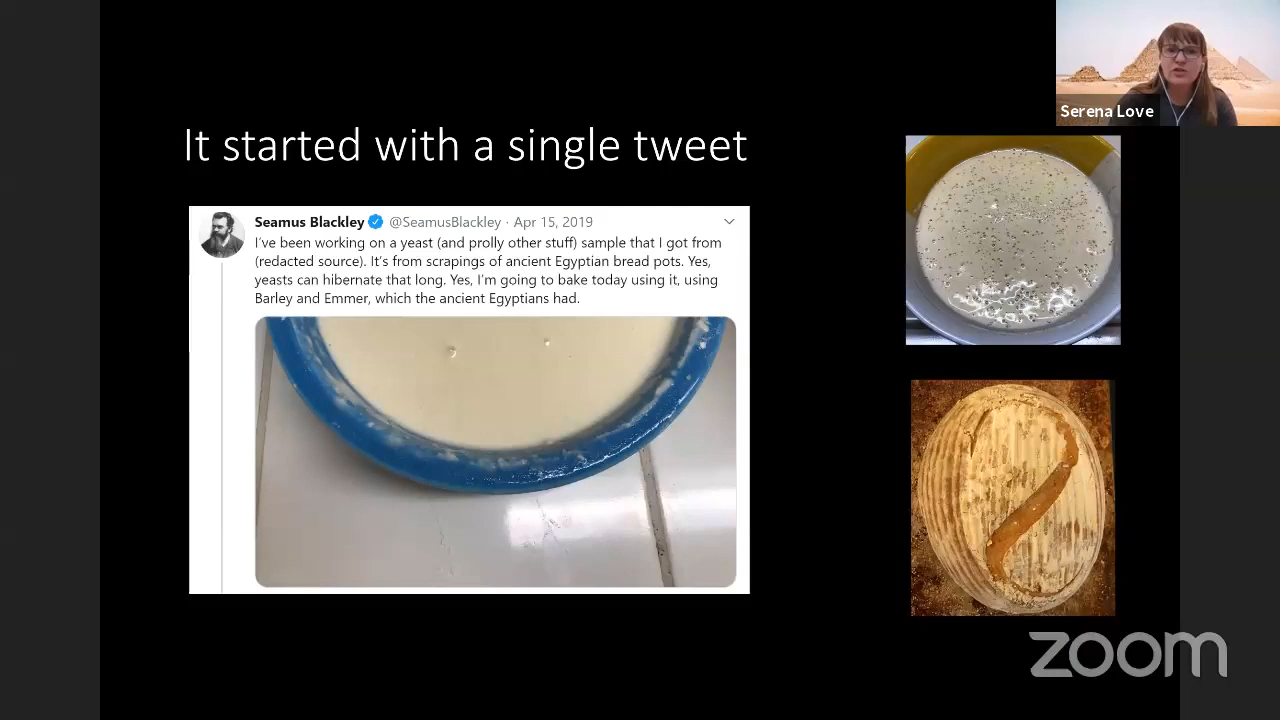 Serena Love
It started with a single tweet
Seamus Blackley @SeamusBlackley · Apr 15, 2019
I've been working on a yeast (and prolly other stuff) sample that I got from
(redacted source). It's from scrapings of ancient Egyptian bread pots. Yes,
yeasts can hibernate that long. Yes, I'm going to bake today using it, using
Barley and Emmer, which the ancient Egyptians had.
zoom